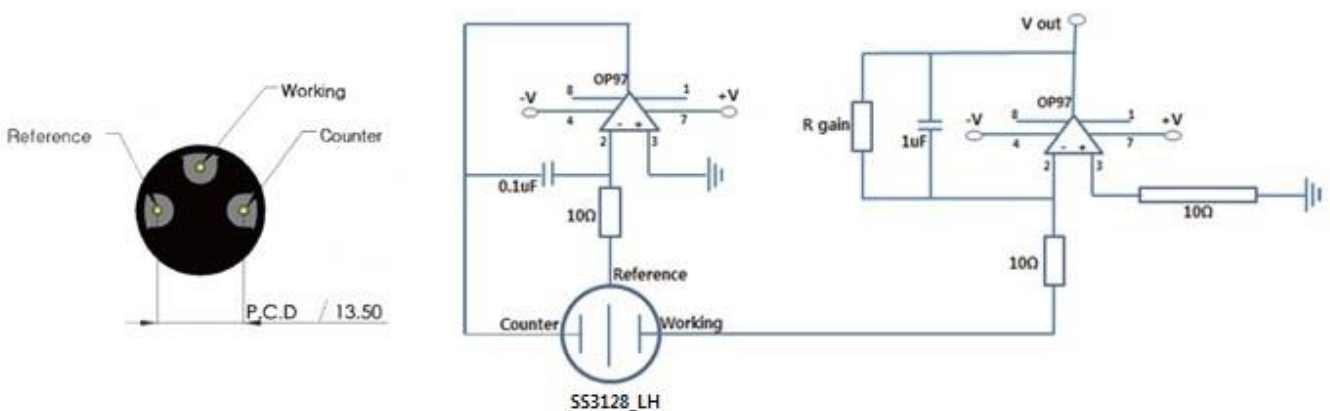 Working
Reference
Counter
P.C.D / 13.50
OP97
8
1
-V
+V
4
7
- +
2
3
0.1uF
10Ω
Reference
Counter
Working
SS3128_LH
V out
R gain
1uF
OP97
8
1
-V
+V
4
7
- +
2
3
10Ω
10Ω